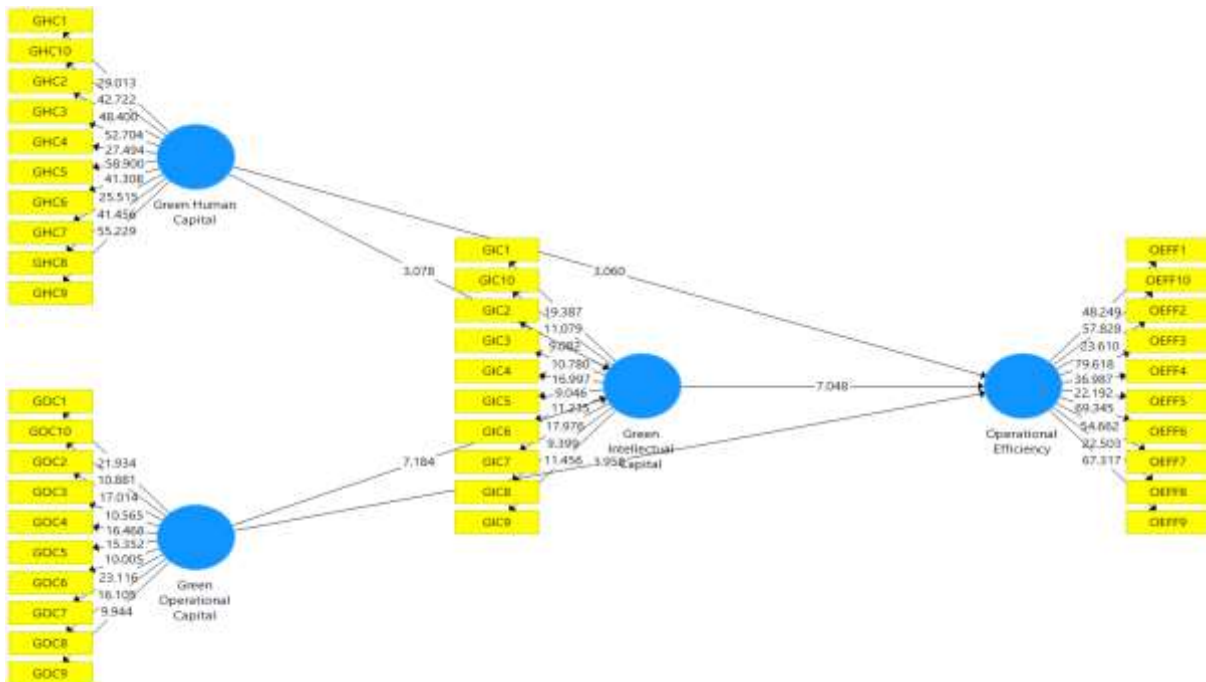 GHC1
GHC10
GHC2
GHC3
GHC4
GHC5
GHC6
GHC7
GHC8
GHC9
29.013
42.722
48.400
52.704
27.494
58.900
41.308
25.515
41.456
55.229
Green Human
Capital
3.078
3.060
GIC1
GIC10
GIC2
GIC3
GIC4
GIC5
GIC6
GIC7
GIC8
GIC9
19.387
11.079
9.082
10.780
16.997
9.046
11.215
17.976
9.399
11.456
Green
Intellectual
Capital
7.048
7.184
3.958
OEFF1
OEFF10
OEFF2
OEFF3
OEFF4
OEFF5
OEFF6
OEFF7
OEFF8
OEFF9
48.249
57.828
23.610
79.618
36.987
22.192
69.345
54.662
22.503
67.317
Operational
Efficiency
GOC1
GOC10
GOC2
GOC3
GOC4
GOC5
GOC6
GOC7
GOC8
GOC9
21.934
10.881
17.014
10.565
16.468
15.352
10.005
23.116
16.105
9.944
Green
Operational
Capital